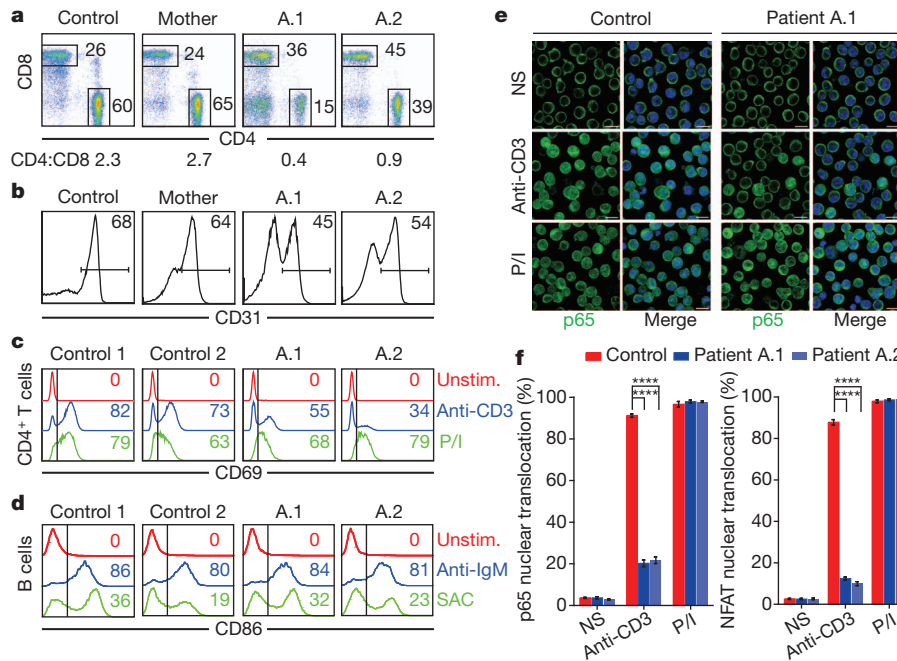 a
Control Mother A.1 A.2
CD8
26 24 36 45
60 65 15 39
CD4
CD4:CD8 2.3 2.7 0.4 0.9
b
Control Mother A.1 A.2
68 64 45 54
CD31
c
Control 1 Control 2 A.1 A.2
CD4+ T cells
0 0 0 0 Unstim.
82 73 55 34 Anti-CD3
79 63 68 79 P/I
CD69
d
Control 1 Control 2 A.1 A.2
B cells
0 0 0 0 Unstim.
86 80 84 81 Anti-IgM
36 19 32 23 SAC
CD86
e
Control Patient A.1
NS
Anti-CD3
P/I
p65 Merge p65 Merge
f
Control Patient A.1 Patient A.2
p65 nuclear translocation (%)
100
80
60
40
20
0
****
****
NS Anti-CD3 P/I
NFAT nuclear translocation (%)
100
80
60
40
20
0
****
****
NS Anti-CD3 P/I